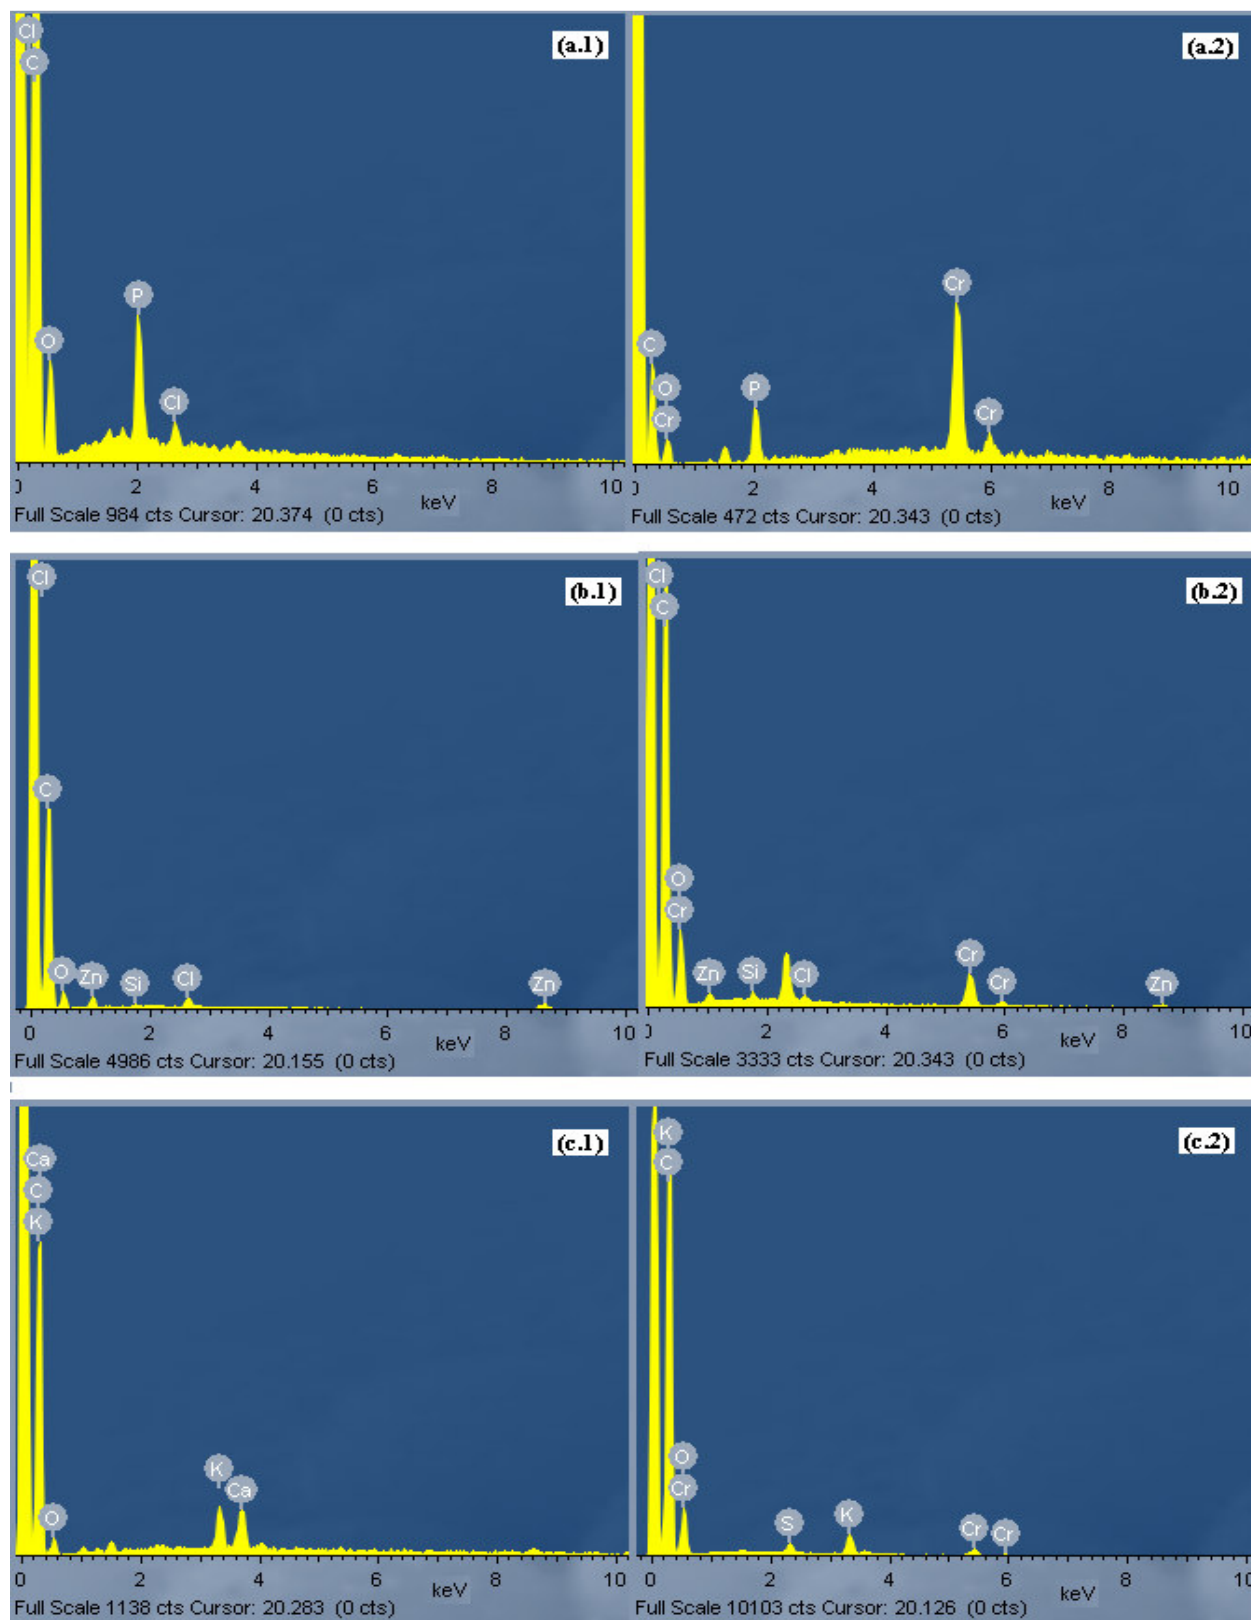 Cl
C
(a.1)
P
O
Cl
0 2 4 6 8 10
keV
Full Scale 984 cts Cursor: 20.374 (0 cts)
(a.2)
Cr
C
O
P
Cr
Cr
0 2 4 6 8 10
keV
Full Scale 472 cts Cursor: 20.343 (0 cts)
Cl
(b.1)
C
O Zn Si Cl Zn
0 2 4 6 8 10
keV
Full Scale 4986 cts Cursor: 20.155 (0 cts)
Cl
(b.2)
C
O
Cr
Zn Si Cl Cr Cr Zn
0 2 4 6 8 10
keV
Full Scale 3333 cts Cursor: 20.343 (0 cts)
(c.1)
Ca
C
K
K
Ca
O
0 2 4 6 8 10
keV
Full Scale 1138 cts Cursor: 20.283 (0 cts)
K
(c.2)
C
O
Cr
S K Cr Cr
0 2 4 6 8 10
keV
Full Scale 10103 cts Cursor: 20.126 (0 cts)